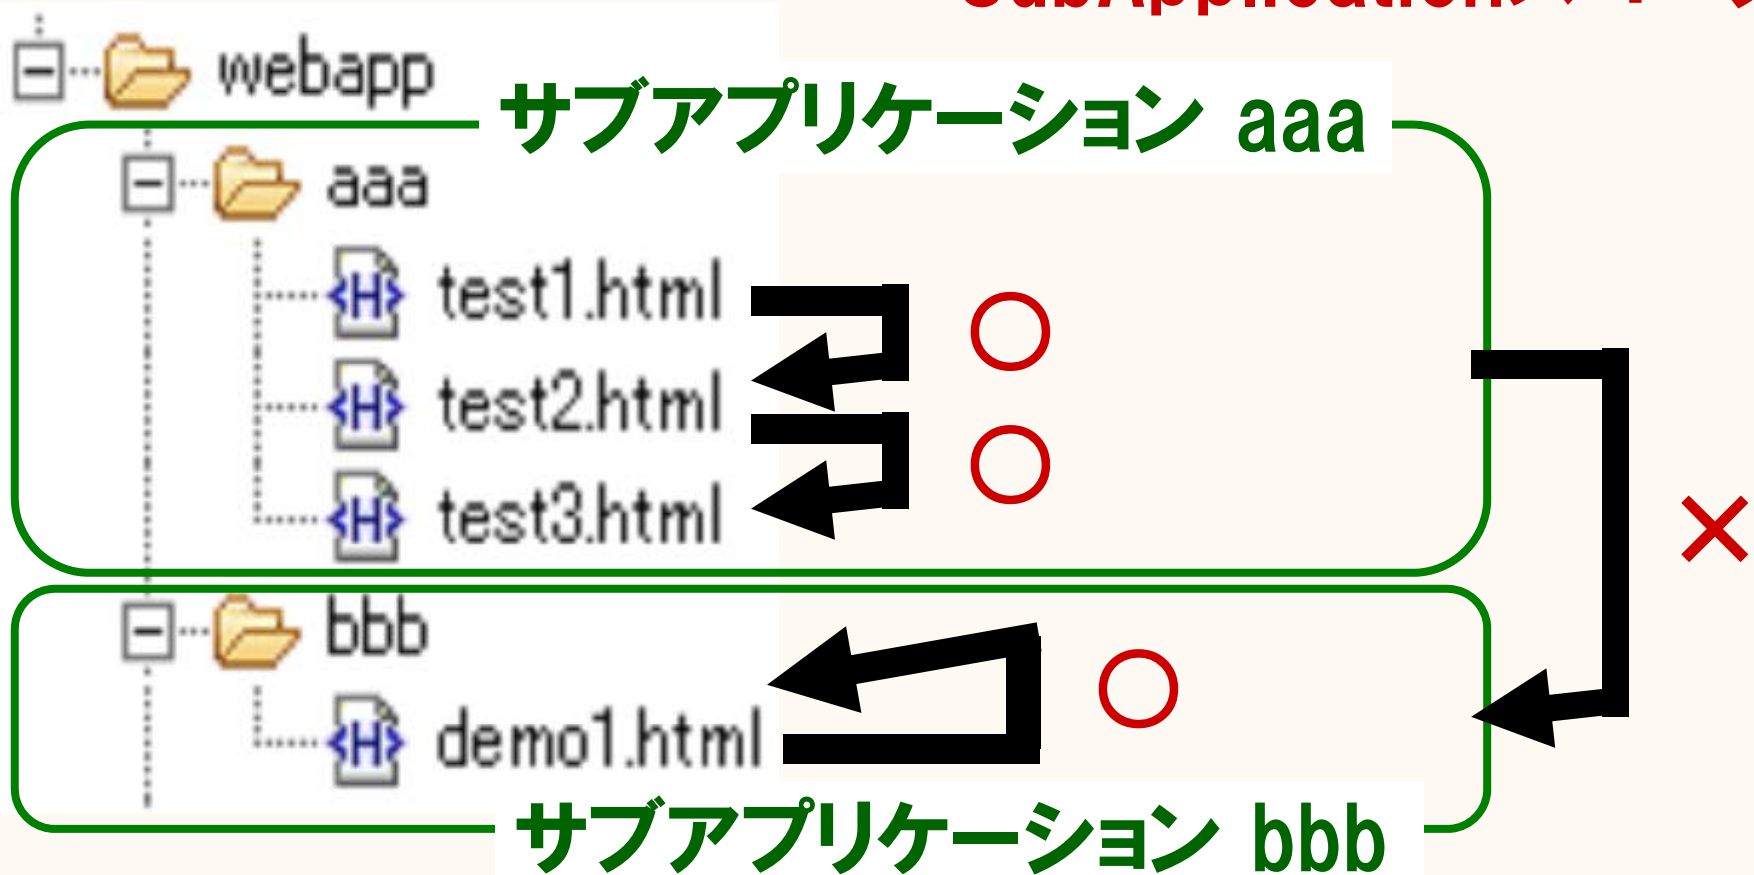 webapp
サブアプリケーション aaa
aaa
test1.html
○
test2.html
○
test3.html
×
bbb
○
demo1.html
サブアプリケーション bbb